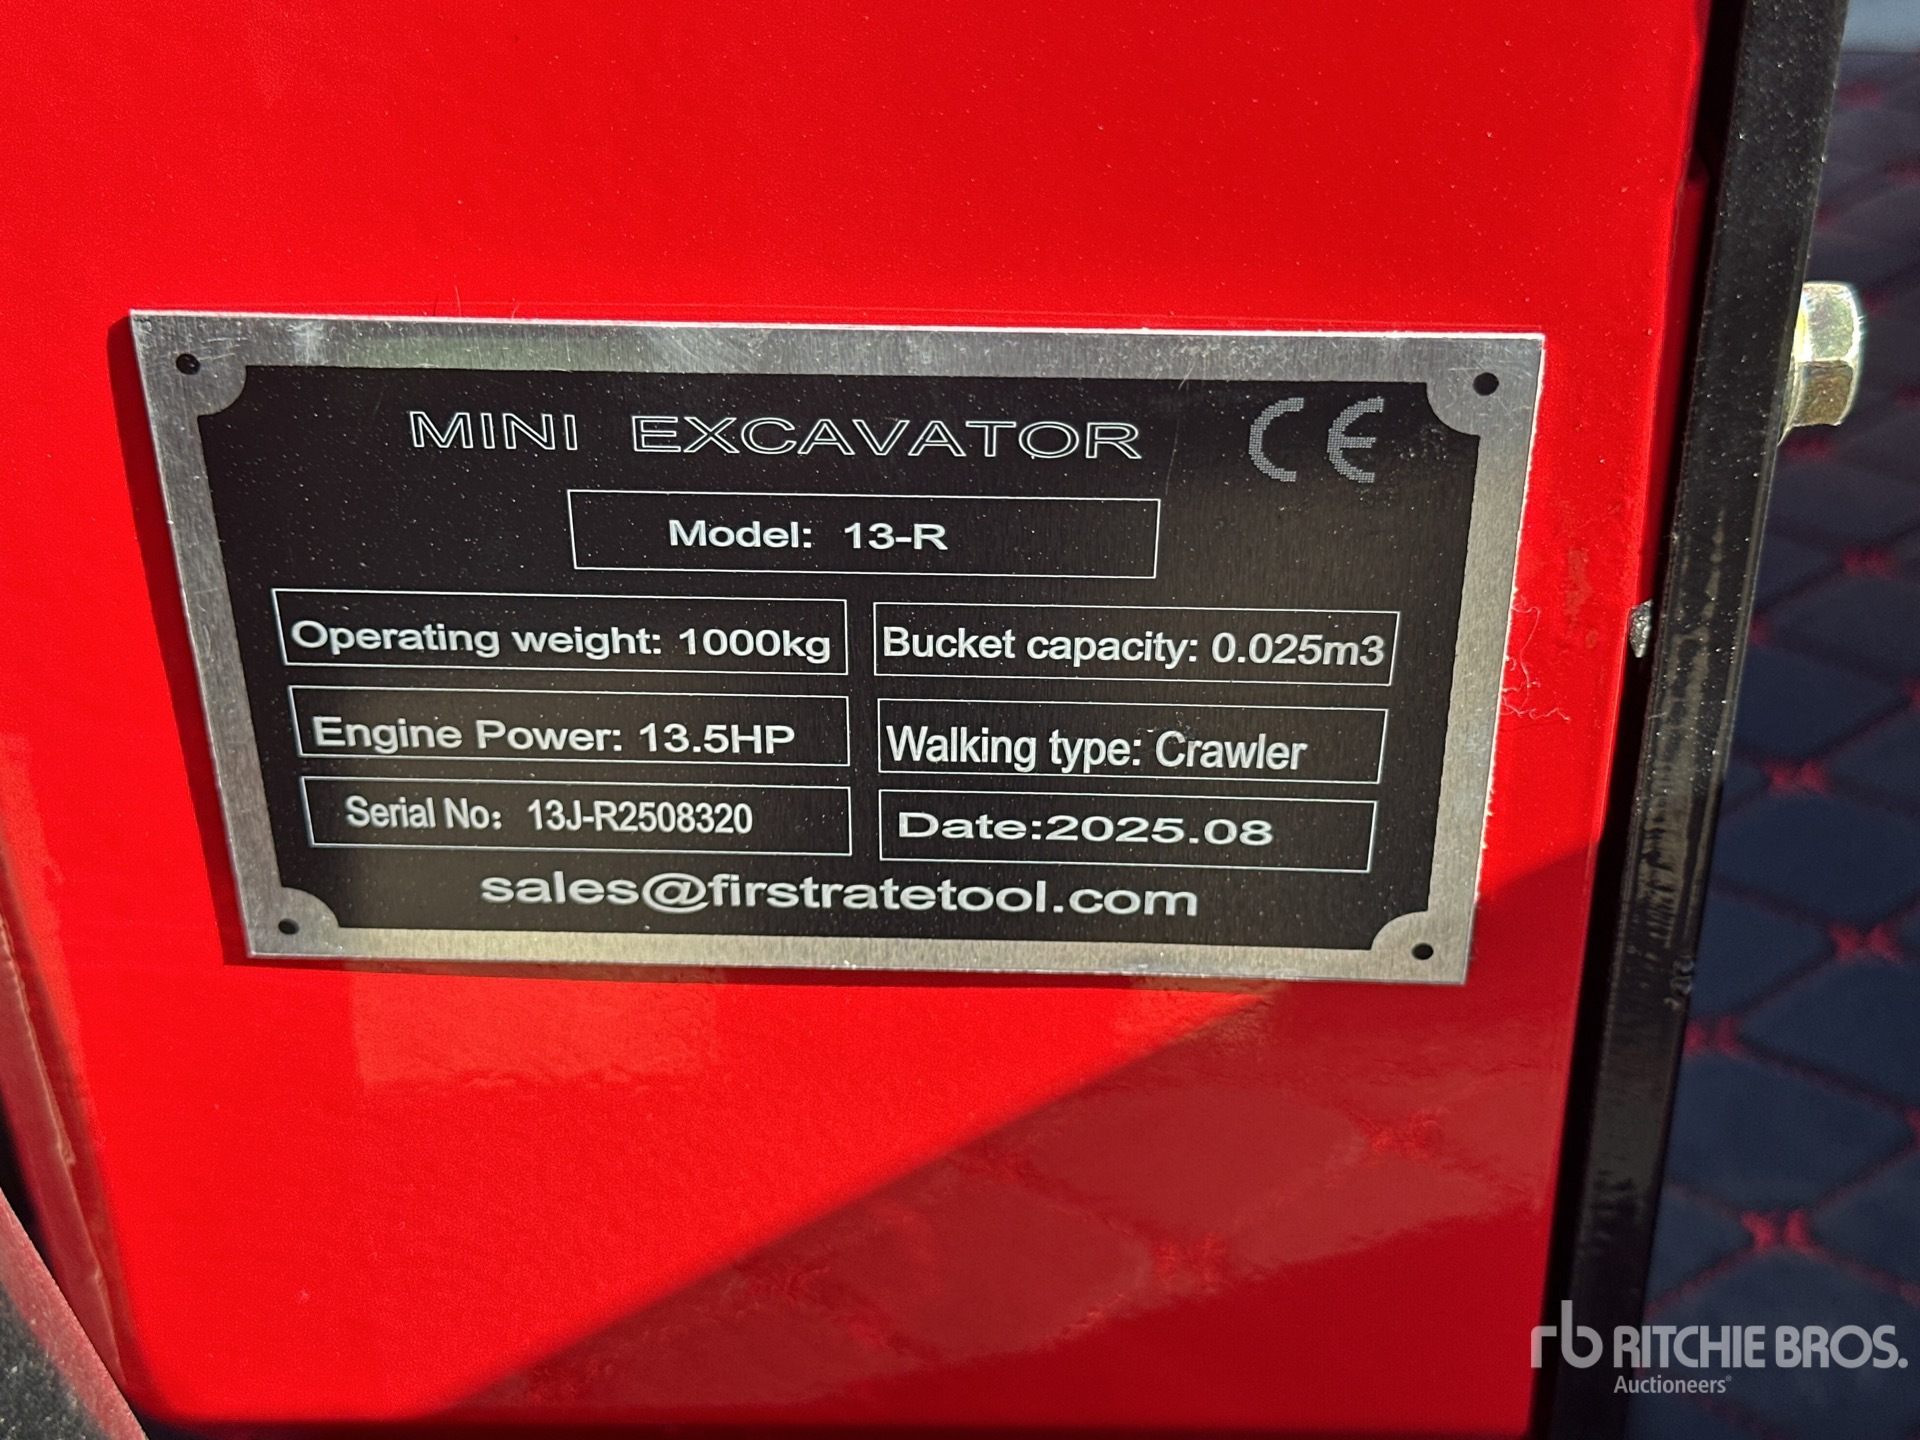 MINI EXCAVATOR CE
Model: 13-R
Operating weight: 1000kg
Bucket capacity: 0.025m3
Engine Power: 13.5HP
Walking type: Crawler
Serial No: 13J-R2508320
Date:2025.08
sales@firstratetool.com
rb RITCHIE BROS.
Auctioneers